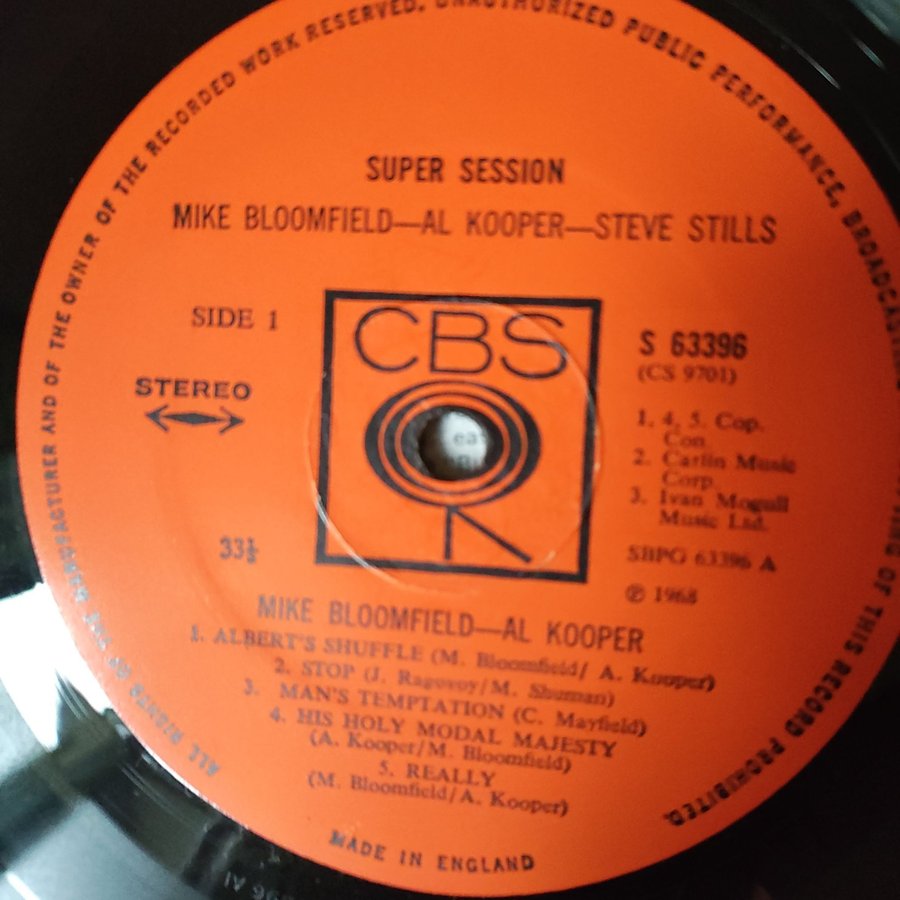 ALL RIGHTS OF THE MANUFACTURER AND OF THE OWNER OF THE RECORDED WORK RESERVED. UNAUTHORIZED PUBLIC PERFORMANCE, BROADCASTING OF THIS RECORD PROHIBITED.
SUPER SESSION
MIKE BLOOMFIELD—AL KOOPER—STEVE STILLS
SIDE 1
STEREO
33⅓
CBS
S 63396
(CS 9701)
1, 4, 5. Cop.
Con.
2. Carlin Music
Corp.
3. Ivan Mogull
Music Ltd.
SBPG 63396 A
℗ 1968
MIKE BLOOMFIELD—AL KOOPER
1. ALBERT'S SHUFFLE (M. Bloomfield/ A. Kooper)
2. STOP (J. Ragovoy/M. Shuman)
3. MAN'S TEMPTATION (C. Mayfield)
4. HIS HOLY MODAL MAJESTY
(A. Kooper/M. Bloomfield)
5. REALLY
(M. Bloomfield/A. Kooper)
MADE IN ENGLAND